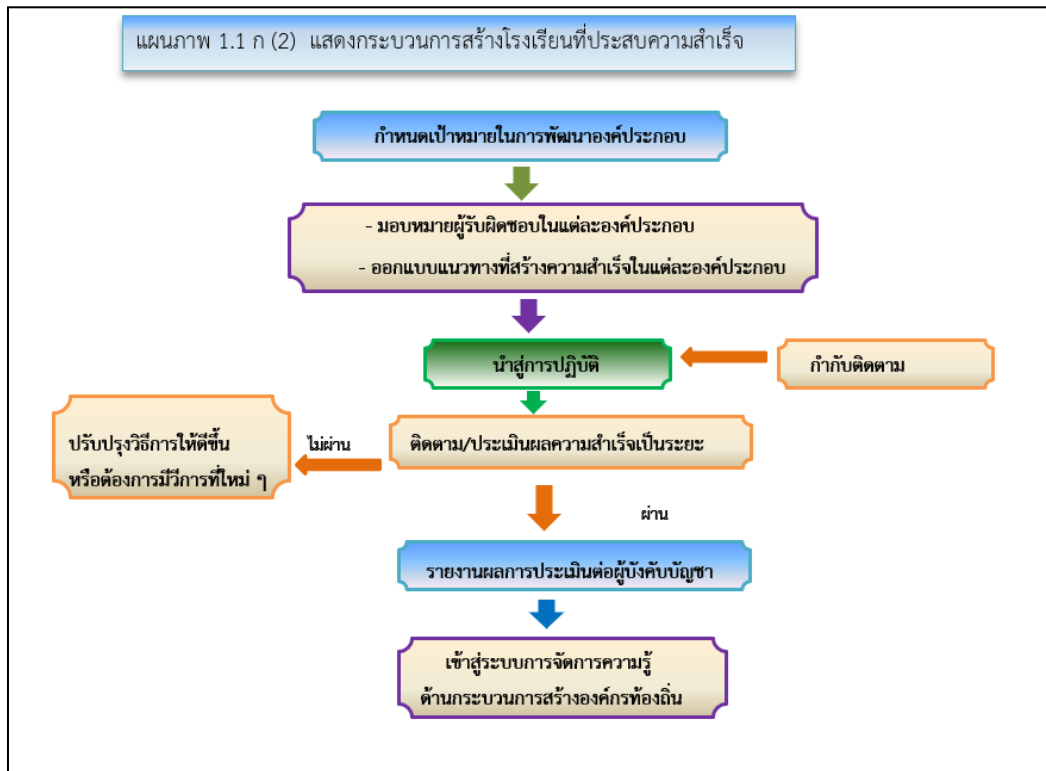 แผนภาพ 1.1 ก (2) แสดงกระบวนการสร้างโรงเรียนที่ประสบความสำเร็จ
กำหนดเป้าหมายในการพัฒนาองค์ประกอบ
- มอบหมายผู้รับผิดชอบในแต่ละองค์ประกอบ
- ออกแบบแนวทางที่สร้างความสำเร็จในแต่ละองค์ประกอบ
นำสู่การปฏิบัติ
กำกับติดตาม
ปรับปรุงวิธีการให้ดีขึ้น
หรือต้องการมีวีการที่ใหม่ ๆ
ไม่ผ่าน
ติดตาม/ประเมินผลความสำเร็จเป็นระยะ
ผ่าน
รายงานผลการประเมินต่อผู้บังคับบัญชา
เข้าสู่ระบบการจัดการความรู้
ด้านกระบวนการสร้างองค์กรท้องถิ่น